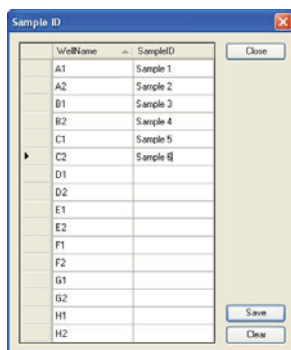 Sample ID
WellName SampleID Close
A1 Sample 1
A2 Sample 2
B1 Sample 3
B2 Sample 4
C1 Sample 5
C2 Sample 6
D1
D2
E1
E2
F1
F2
G1
G2
H1 Save
H2 Clear